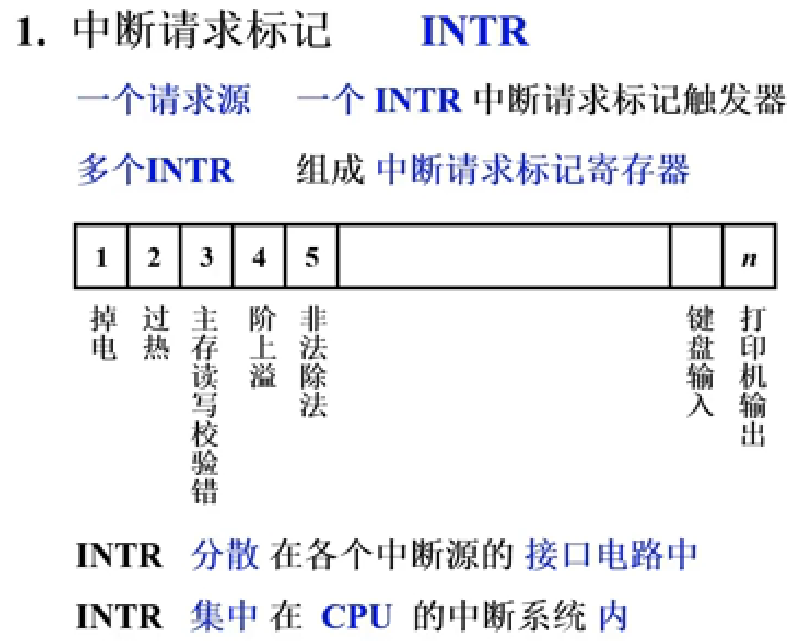 1. 中断请求标记 INTR
一个请求源 一个 INTR 中断请求标记触发器
多个INTR 组成 中断请求标记寄存器
1 2 3 4 5 n
掉电
过热
主存读写校验错
阶上溢
非法除法
键盘输入
打印机输出
INTR 分散 在各个中断源的 接口电路中
INTR 集中 在 CPU 的中断系统 内